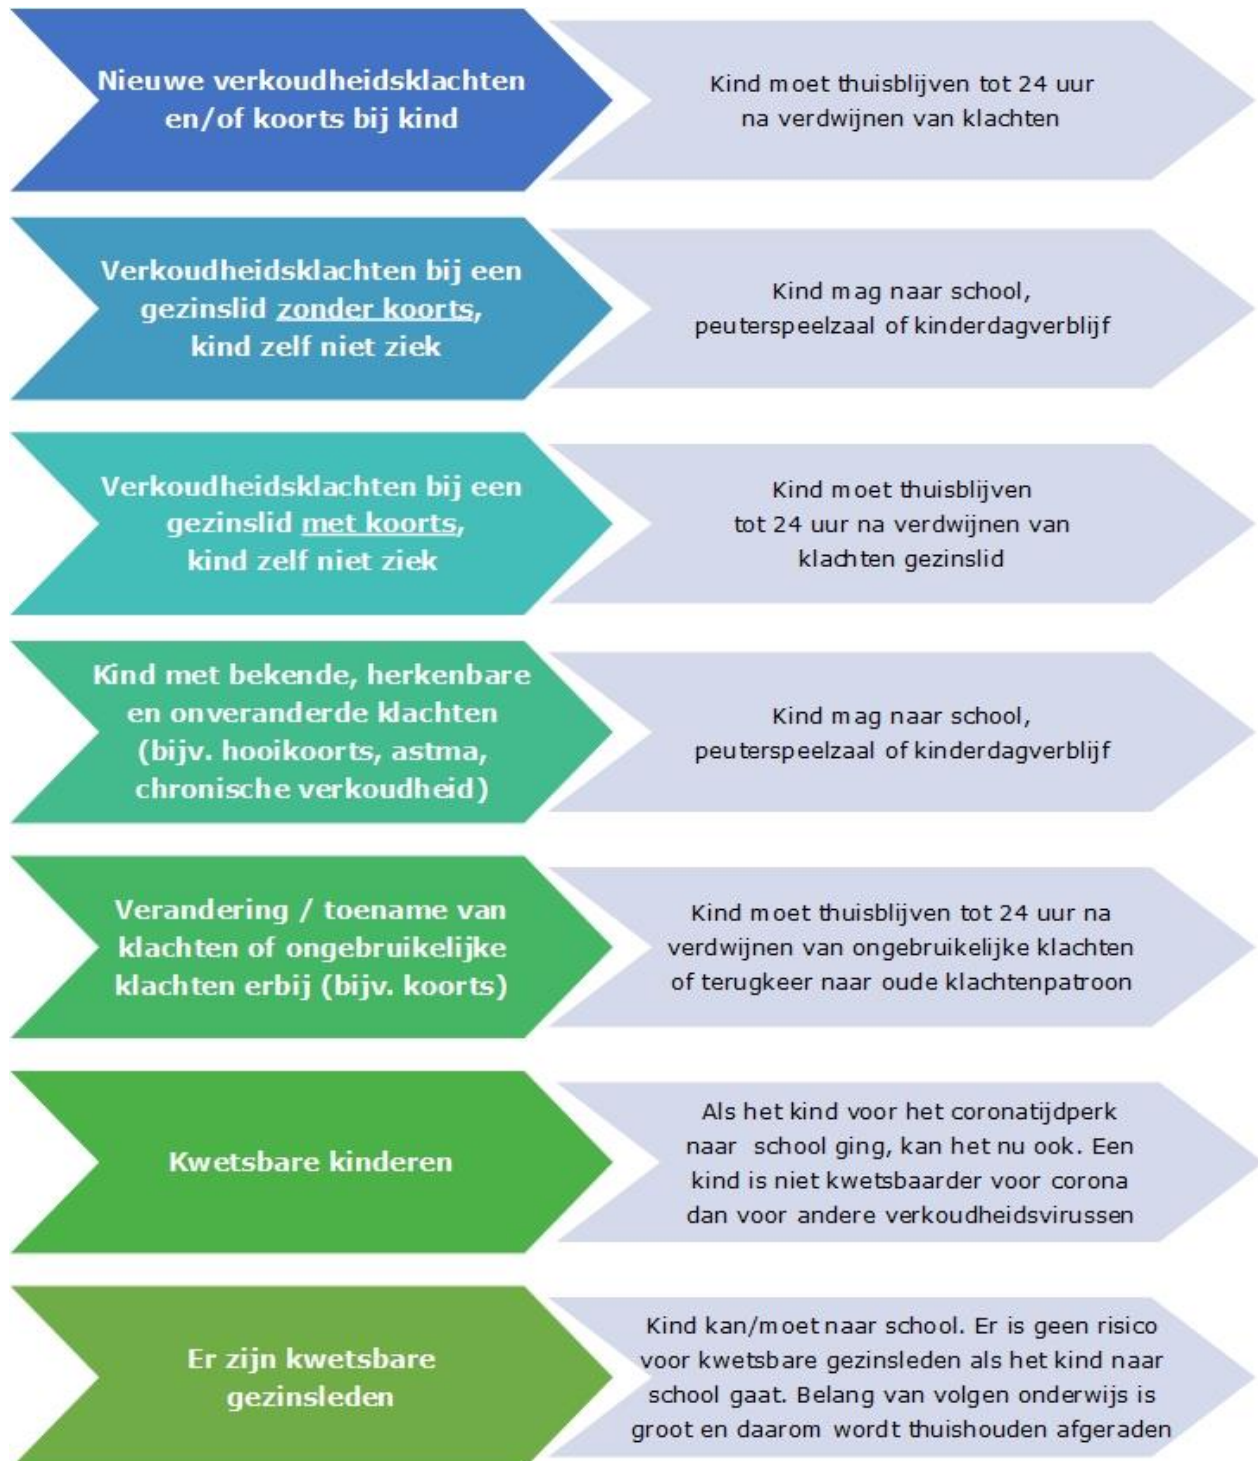 Nieuwe verkoudheidsklachten
en/of koorts bij kind
Kind moet thuisblijven tot 24 uur
na verdwijnen van klachten
Verkoudheidsklachten bij een
gezinslid zonder koorts,
kind zelf niet ziek
Kind mag naar school,
peuterspeelzaal of kinderdagverblijf
Verkoudheidsklachten bij een
gezinslid met koorts,
kind zelf niet ziek
Kind moet thuisblijven
tot 24 uur na verdwijnen van
klachten gezinslid
Kind met bekende, herkenbare
en onveranderde klachten
(bijv. hooikoorts, astma,
chronische verkoudheid)
Kind mag naar school,
peuterspeelzaal of kinderdagverblijf
Verandering / toename van
klachten of ongebruikelijke
klachten erbij (bijv. koorts)
Kind moet thuisblijven tot 24 uur na
verdwijnen van ongebruikelijke klachten
of terugkeer naar oude klachtenpatroon
Kwetsbare kinderen
Als het kind voor het coronatijdperk
naar school ging, kan het nu ook. Een
kind is niet kwetsbaarder voor corona
dan voor andere verkoudheidsvirussen
Er zijn kwetsbare
gezinsleden
Kind kan/moet naar school. Er is geen risico
voor kwetsbare gezinsleden als het kind naar
school gaat. Belang van volgen onderwijs is
groot en daarom wordt thuishouden afgeraden